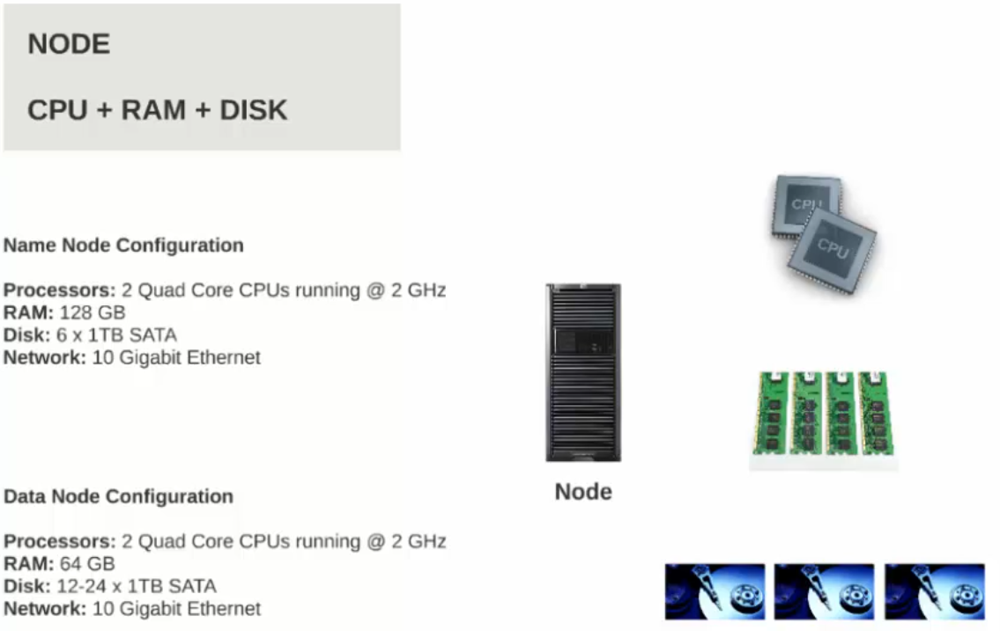 NODE
CPU + RAM + DISK
Name Node Configuration
Processors: 2 Quad Core CPUs running @ 2 GHz
RAM: 128 GB
Disk: 6 x 1TB SATA
Network: 10 Gigabit Ethernet
Data Node Configuration
Processors: 2 Quad Core CPUs running @ 2 GHz
RAM: 64 GB
Disk: 12-24 x 1TB SATA
Network: 10 Gigabit Ethernet
Node
CPU
CPU